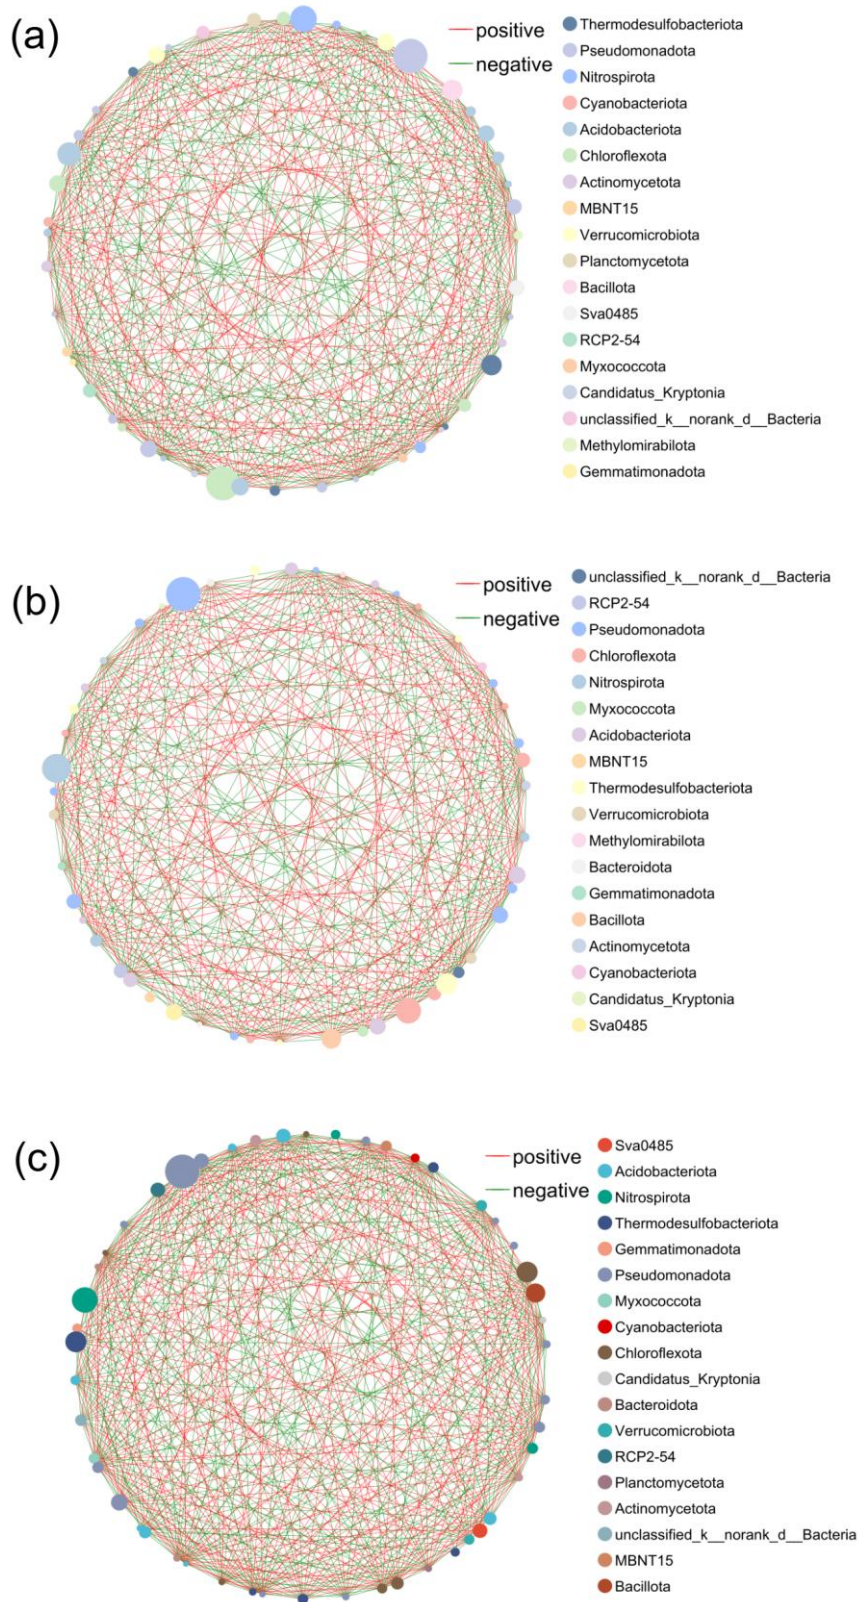 (a)
positive
negative
Thermodesulfobacteriota
Pseudomonadota
Nitrospirota
Cyanobacteriota
Acidobacteriota
Chloroflexota
Actinomycetota
MBNT15
Verrucomicrobiota
Planctomycetota
Bacillota
Sva0485
RCP2-54
Myxococcota
Candidatus_Kryptonia
unclassified_k__norank_d__Bacteria
Methylomirabilota
Gemmatimonadota
(b)
positive
negative
unclassified_k__norank_d__Bacteria
RCP2-54
Pseudomonadota
Chloroflexota
Nitrospirota
Myxococcota
Acidobacteriota
MBNT15
Thermodesulfobacteriota
Verrucomicrobiota
Methylomirabilota
Bacteroidota
Gemmatimonadota
Bacillota
Actinomycetota
Cyanobacteriota
Candidatus_Kryptonia
Sva0485
(c)
positive
negative
Sva0485
Acidobacteriota
Nitrospirota
Thermodesulfobacteriota
Gemmatimonadota
Pseudomonadota
Myxococcota
Cyanobacteriota
Chloroflexota
Candidatus_Kryptonia
Bacteroidota
Verrucomicrobiota
RCP2-54
Planctomycetota
Actinomycetota
unclassified_k__norank_d__Bacteria
MBNT15
Bacillota